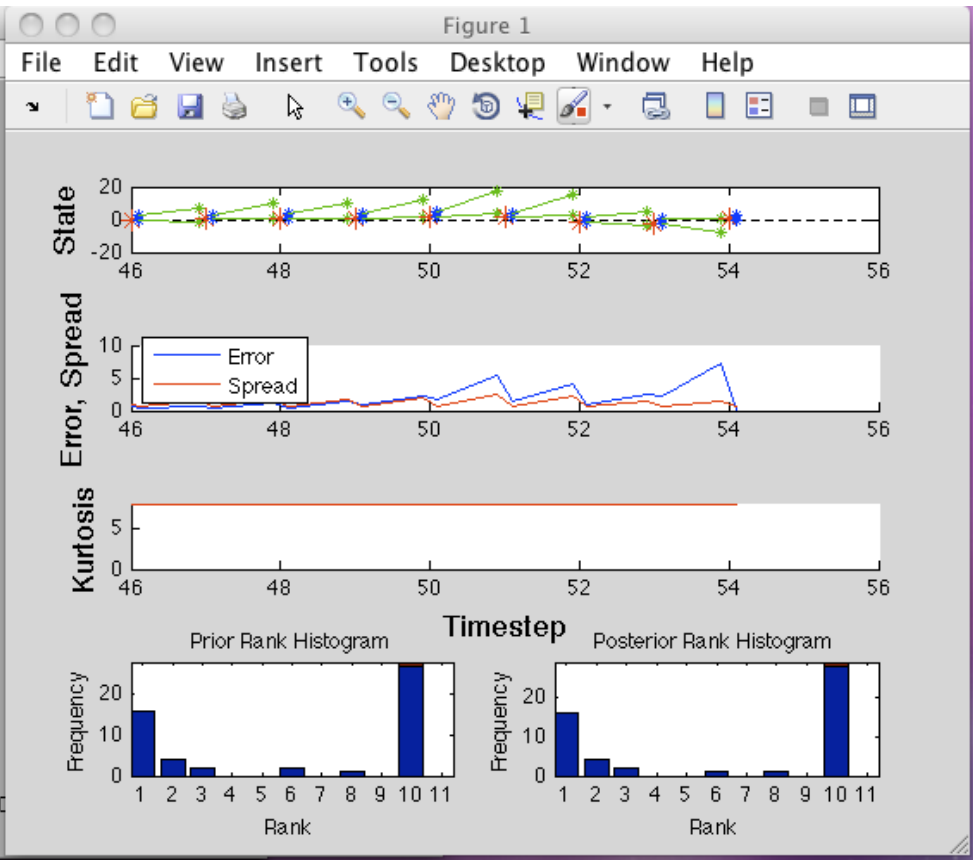 Figure 1
File Edit View Insert Tools Desktop Window Help
State
20
0
-20
46 48 50 52 54 56
Error, Spread
10
5
0
Error
Spread
46 48 50 52 54 56
Kurtosis
5
0
46 48 50 52 54 56
Timestep
Prior Rank Histogram
Frequency
20
10
0
1 2 3 4 5 6 7 8 9 10 11
Rank
Posterior Rank Histogram
Frequency
20
10
0
1 2 3 4 5 6 7 8 9 10 11
Rank